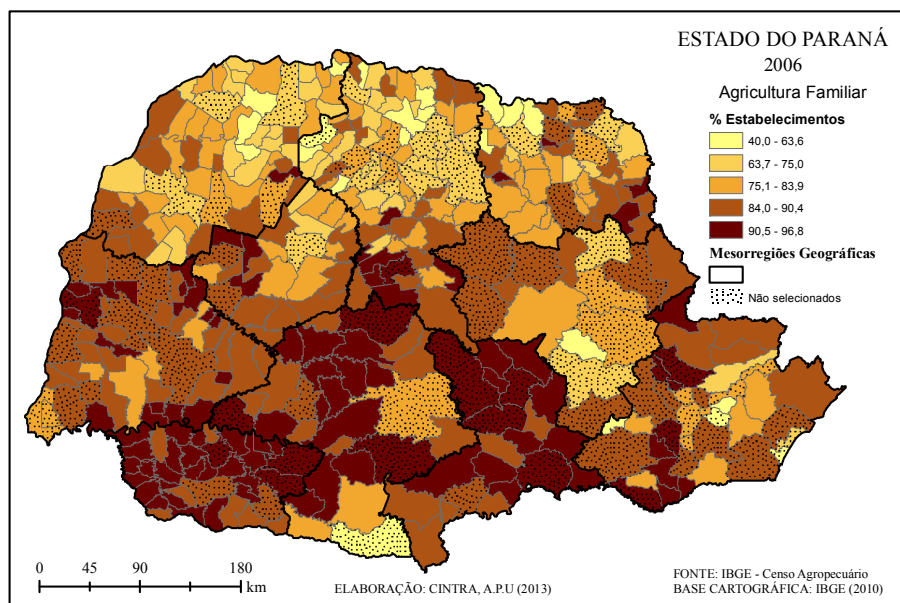 ESTADO DO PARANÁ
2006
Agricultura Familiar
% Estabelecimentos
40,0 - 63,6
63,7 - 75,0
75,1 - 83,9
84,0 - 90,4
90,5 - 96,8
Mesorregiões Geográficas
Não selecionados
0 45 90 180
km
ELABORAÇÃO: CINTRA, A.P.U (2013)
FONTE: IBGE - Censo Agropecuário
BASE CARTOGRÁFICA: IBGE (2010)